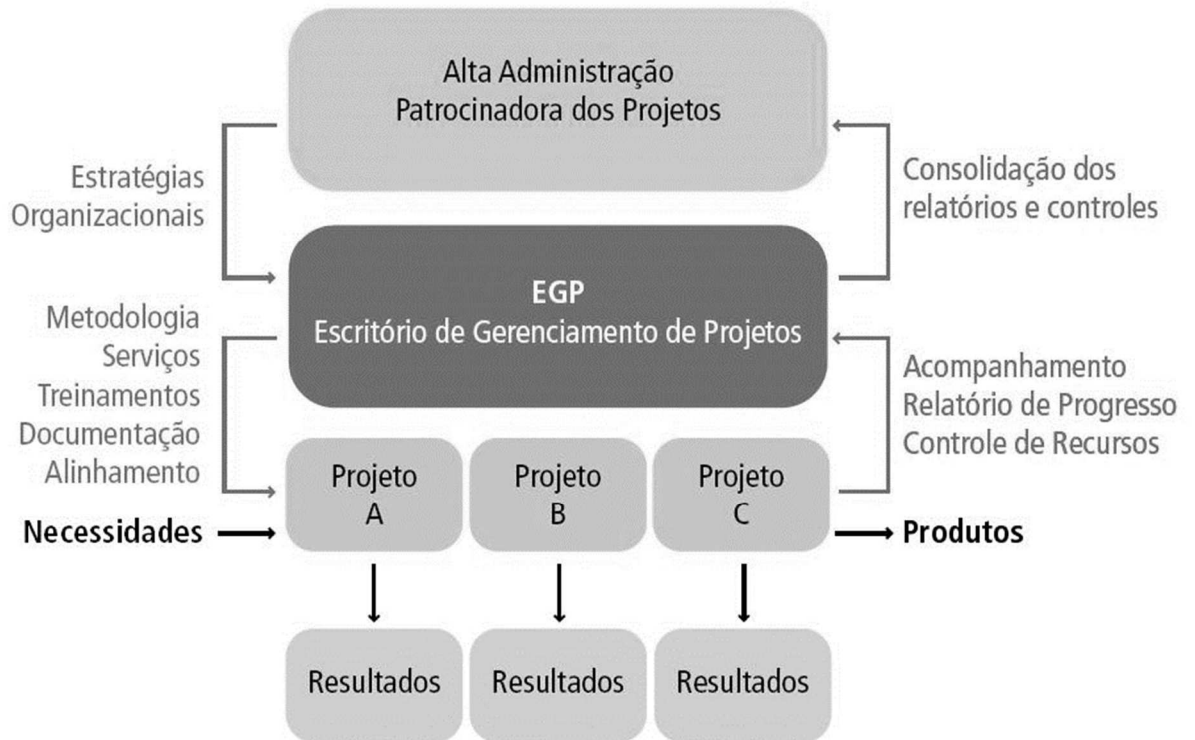 Alta Administração
Patrocinadora dos Projetos
Estratégias
Organizacionais
Consolidação dos
relatórios e controles
EGP
Escritório de Gerenciamento de Projetos
Metodologia
Serviços
Treinamentos
Documentação
Alinhamento
Acompanhamento
Relatório de Progresso
Controle de Recursos
Projeto
A
Projeto
B
Projeto
C
Necessidades
Produtos
Resultados
Resultados
Resultados